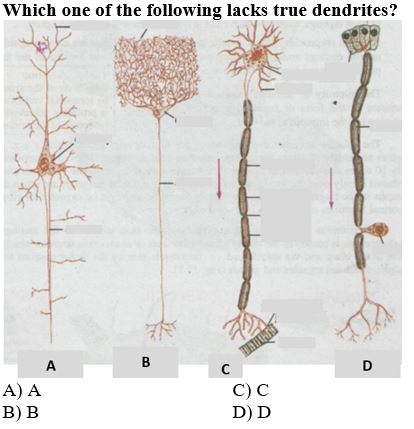 Which one of the following lacks true dendrites?
A
B
C
D
A) A
C) C
B) B
D) D